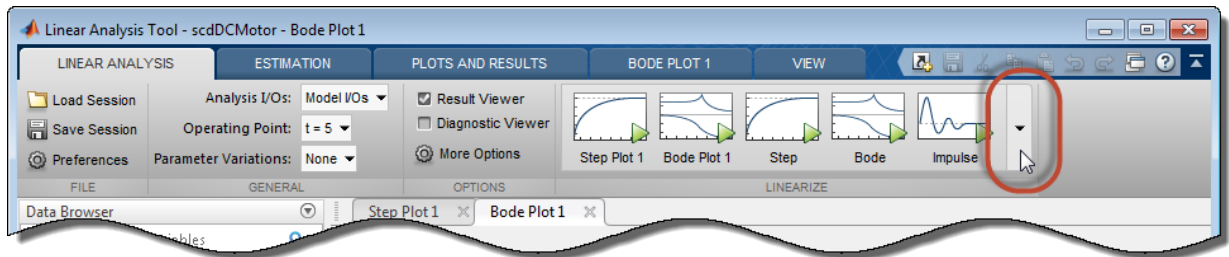 Linear Analysis Tool - scdDCMotor - Bode Plot 1
LINEAR ANALYSIS
ESTIMATION
PLOTS AND RESULTS
BODE PLOT 1
VIEW
Load Session
Save Session
Preferences
FILE
Analysis I/Os: Model I/Os
Operating Point: t = 5
Parameter Variations: None
GENERAL
Result Viewer
Diagnostic Viewer
More Options
OPTIONS
Step Plot 1
Bode Plot 1
Step
Bode
Impulse
LINEARIZE
Data Browser
Step Plot 1
Bode Plot 1